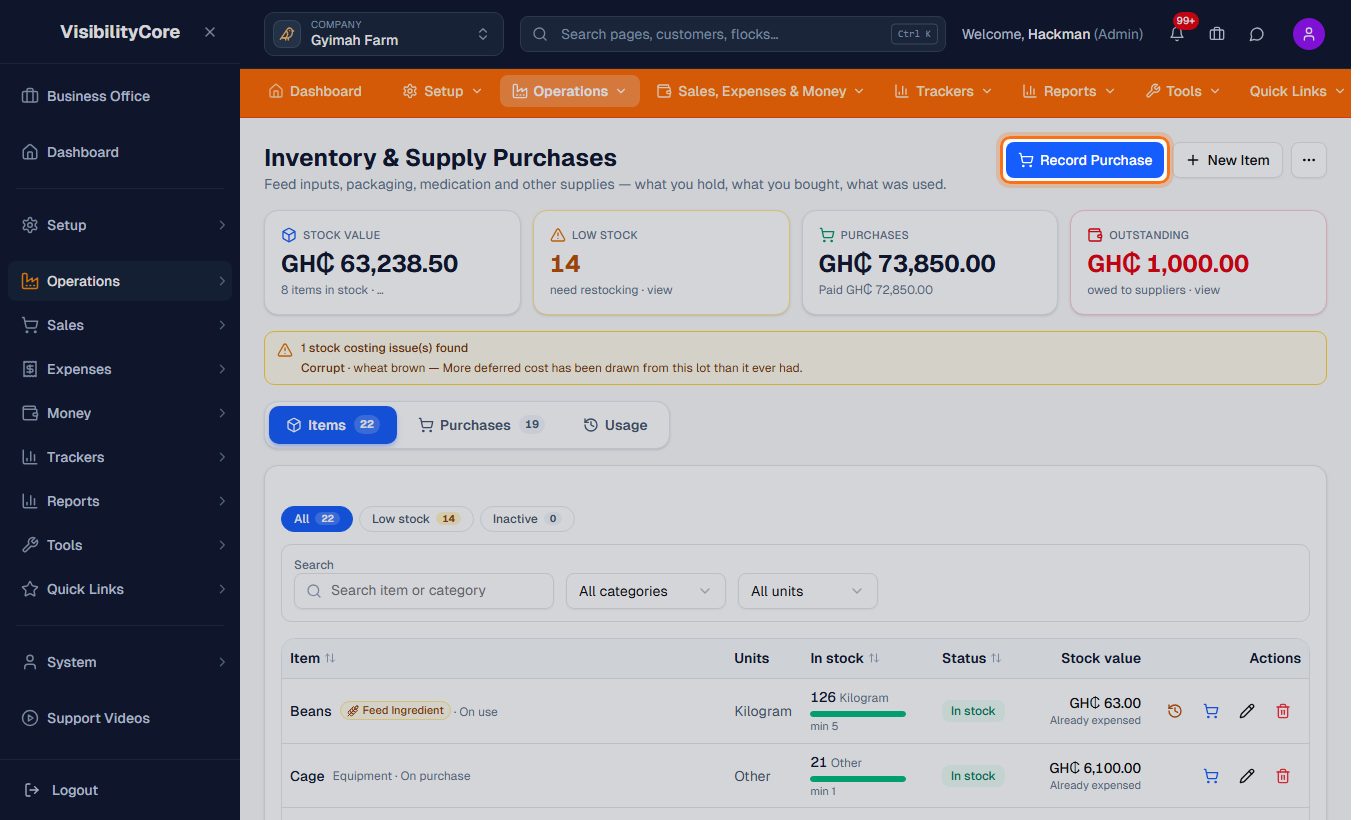 VisibilityCore
COMPANY
Gyimah Farm
Search pages, customers, flocks...
Ctrl K
Welcome, Hackman (Admin)
99+
Business Office
Dashboard
Setup
Operations
Sales
Expenses
Money
Trackers
Reports
Tools
Quick Links
System
Support Videos
Logout
Dashboard
Setup
Operations
Sales, Expenses & Money
Trackers
Reports
Tools
Quick Links
Inventory & Supply Purchases
Feed inputs, packaging, medication and other supplies — what you hold, what you bought, what was used.
Record Purchase
New Item
STOCK VALUE
GH₵ 63,238.50
8 items in stock · ...
LOW STOCK
14
need restocking · view
PURCHASES
GH₵ 73,850.00
Paid GH₵ 72,850.00
OUTSTANDING
GH₵ 1,000.00
owed to suppliers · view
1 stock costing issue(s) found
Corrupt · wheat brown — More deferred cost has been drawn from this lot than it ever had.
Items 22
Purchases 19
Usage
All 22
Low stock 14
Inactive 0
Search
Search item or category
All categories
All units
Item Units In stock Status Stock value Actions
Beans Feed Ingredient · On use Kilogram 126 Kilogram In stock GH₵ 63.00
min 5 Already expensed
Cage Equipment · On purchase Other 21 Other In stock GH₵ 6,100.00
min 1 Already expensed